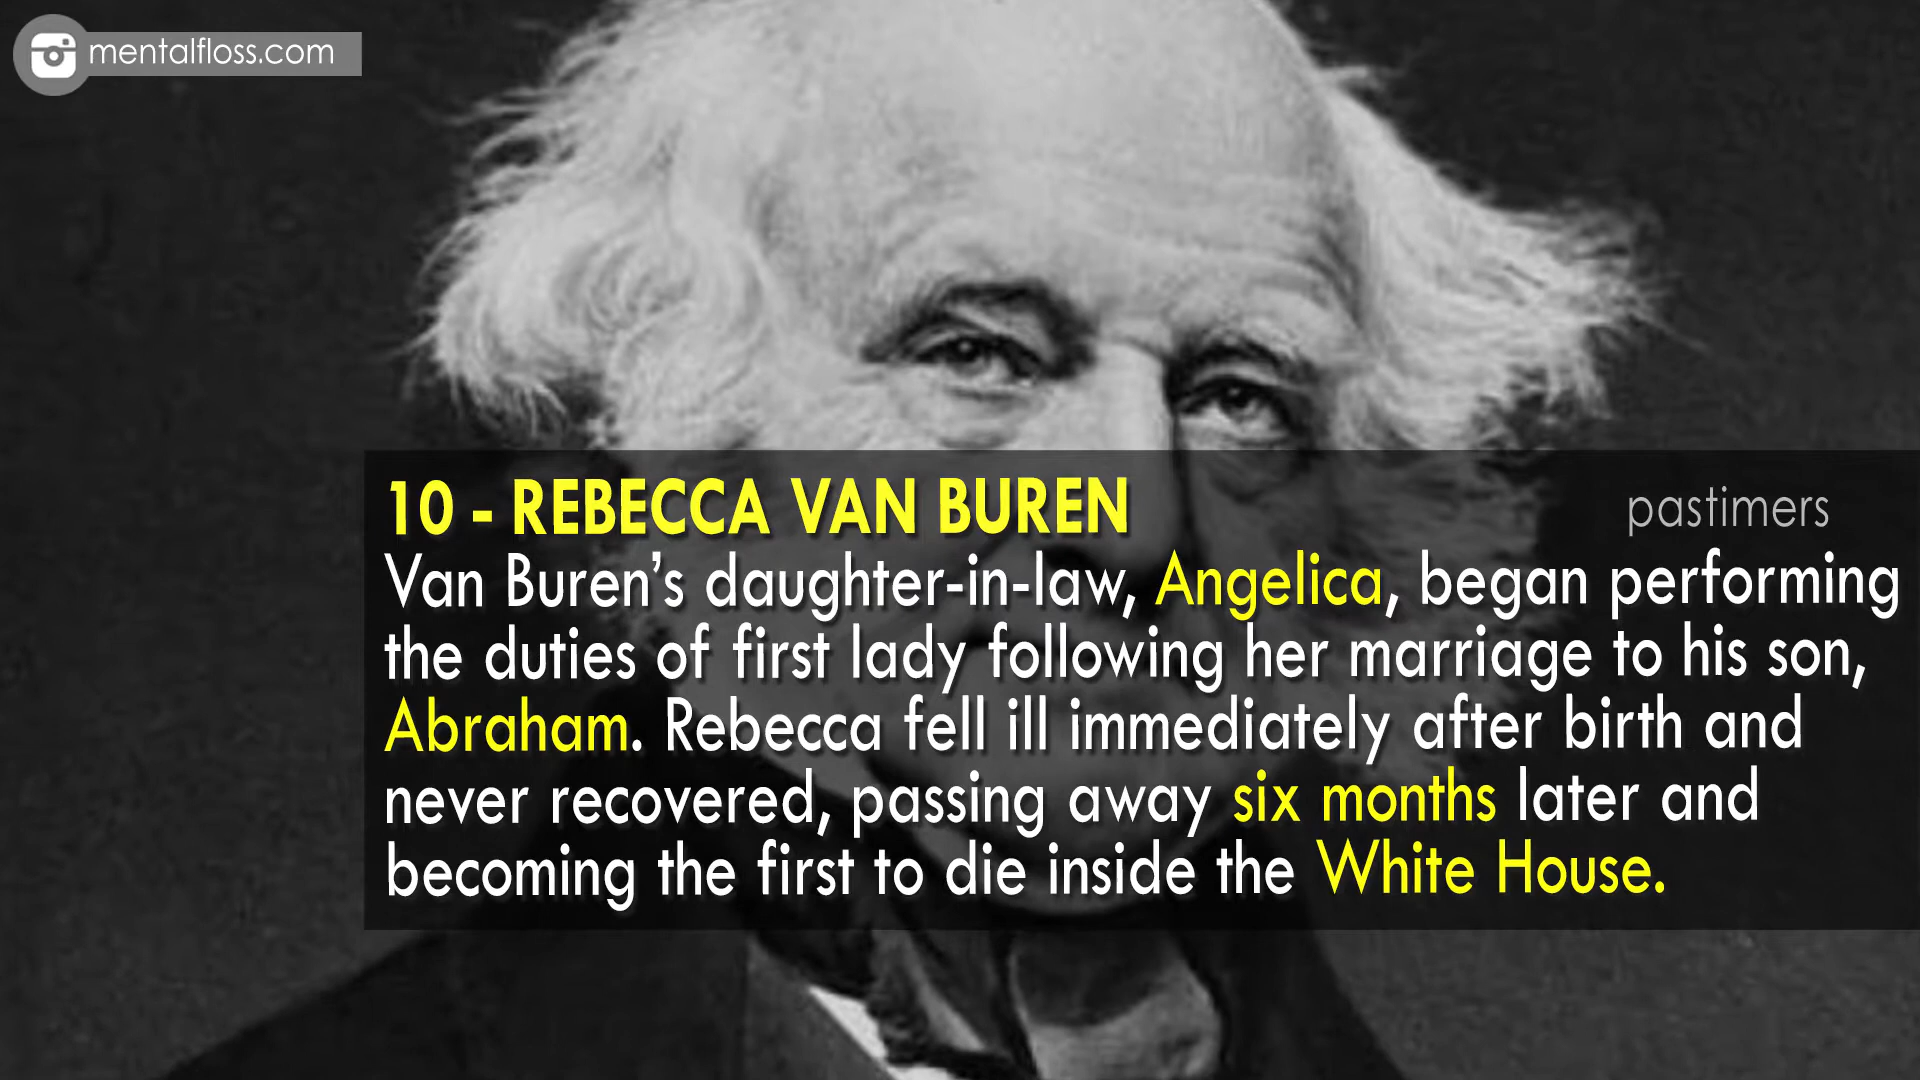 mentalfloss.com
10 - REBECCA VAN BUREN
pastimers
Van Buren’s daughter-in-law, Angelica, began performing
the duties of first lady following her marriage to his son,
Abraham. Rebecca fell ill immediately after birth and
never recovered, passing away six months later and
becoming the first to die inside the White House.